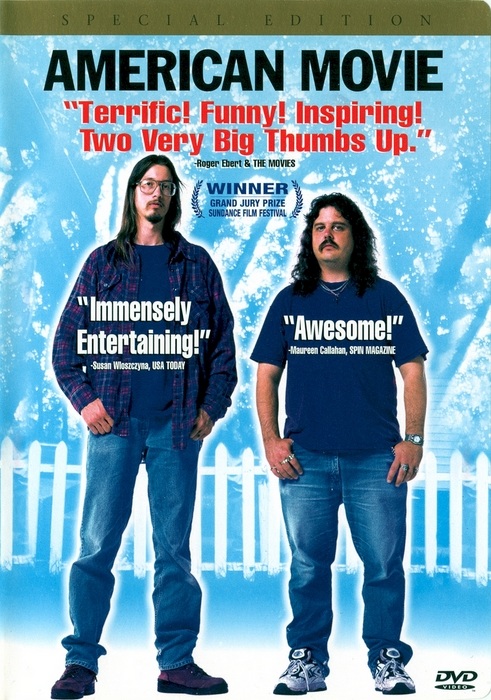 SPECIAL EDITION
AMERICAN MOVIE
"Terrific! Funny! Inspiring!
Two Very Big Thumbs Up."
-Roger Ebert & THE MOVIES
WINNER
GRAND JURY PRIZE
SUNDANCE FILM FESTIVAL
"Immensely
Entertaining!"
-Susan Wloszczyna, USA TODAY
"Awesome!"
-Maureen Callahan, SPIN MAGAZINE
DVD
VIDEO